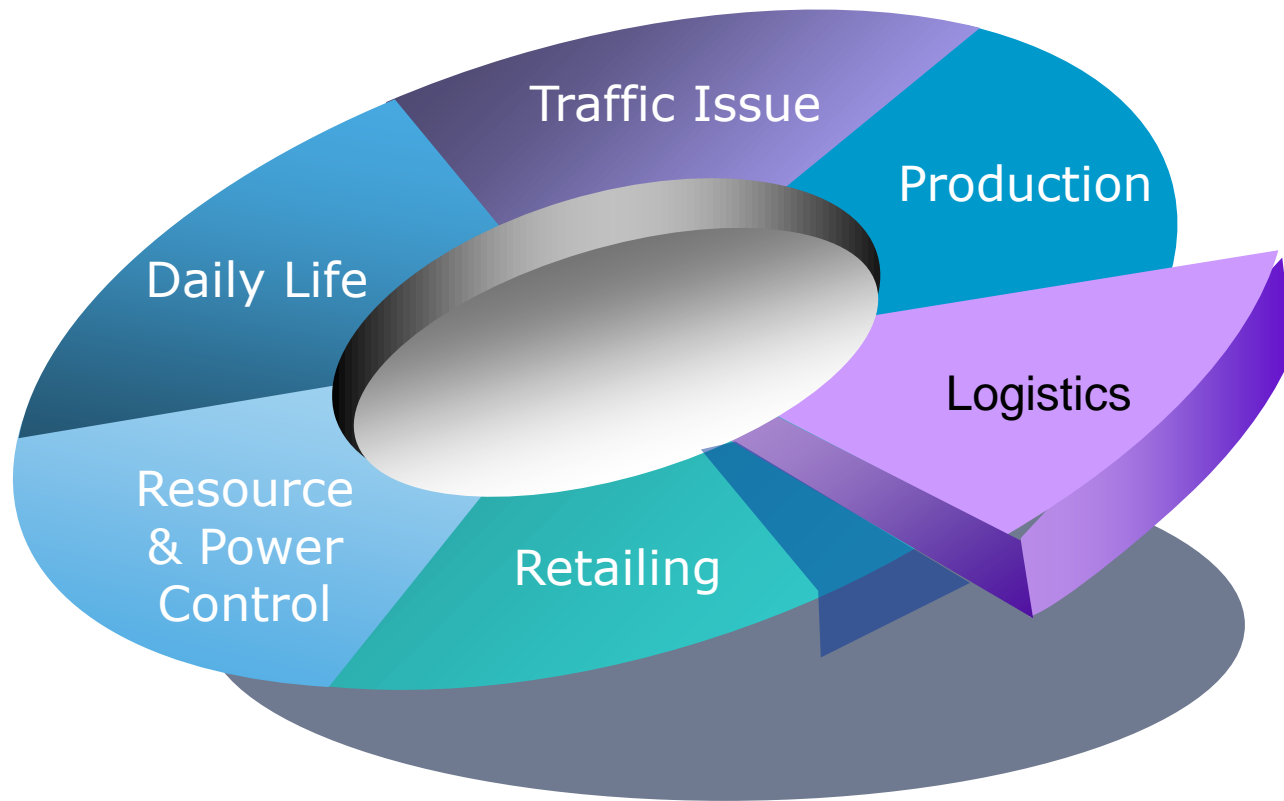 Traffic Issue
Production
Daily Life
Logistics
Resource
& Power
Control
Retailing